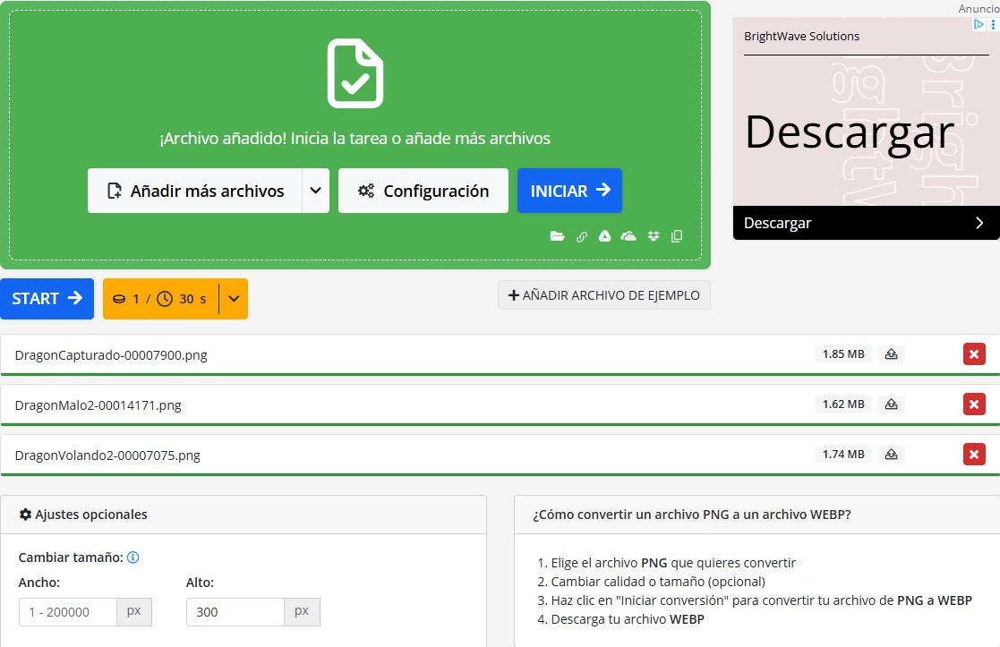 Anuncio
BrightWave Solutions
Brigh
ightw
Descargar
Descargar
¡Archivo añadido! Inicia la tarea o añade más archivos
Añadir más archivos
Configuración
INICIAR
START
1 / 30 s
AÑADIR ARCHIVO DE EJEMPLO
DragonCapturado-00007900.png 1.85 MB
DragonMalo2-00014171.png 1.62 MB
DragonVolando2-00007075.png 1.74 MB
Ajustes opcionales
Cambiar tamaño:
Ancho: Alto:
1 - 200000 px 300 px
¿Cómo convertir un archivo PNG a un archivo WEBP?
1. Elige el archivo PNG que quieres convertir
2. Cambiar calidad o tamaño (opcional)
3. Haz clic en "Iniciar conversión" para convertir tu archivo de PNG a WEBP
4. Descarga tu archivo WEBP